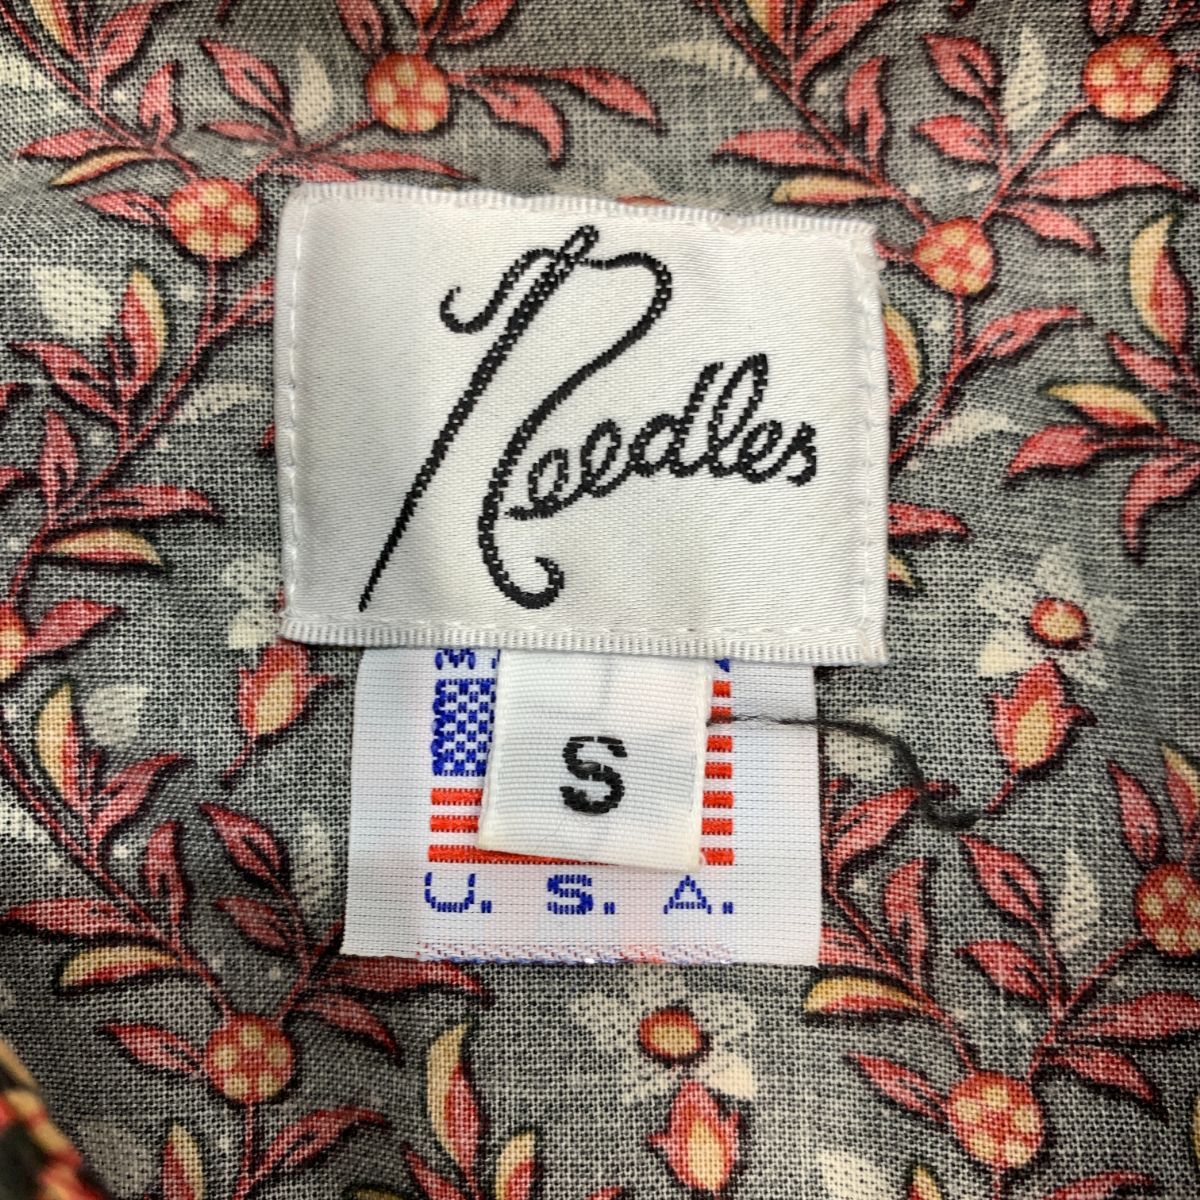 Needles
S
U. S. A.